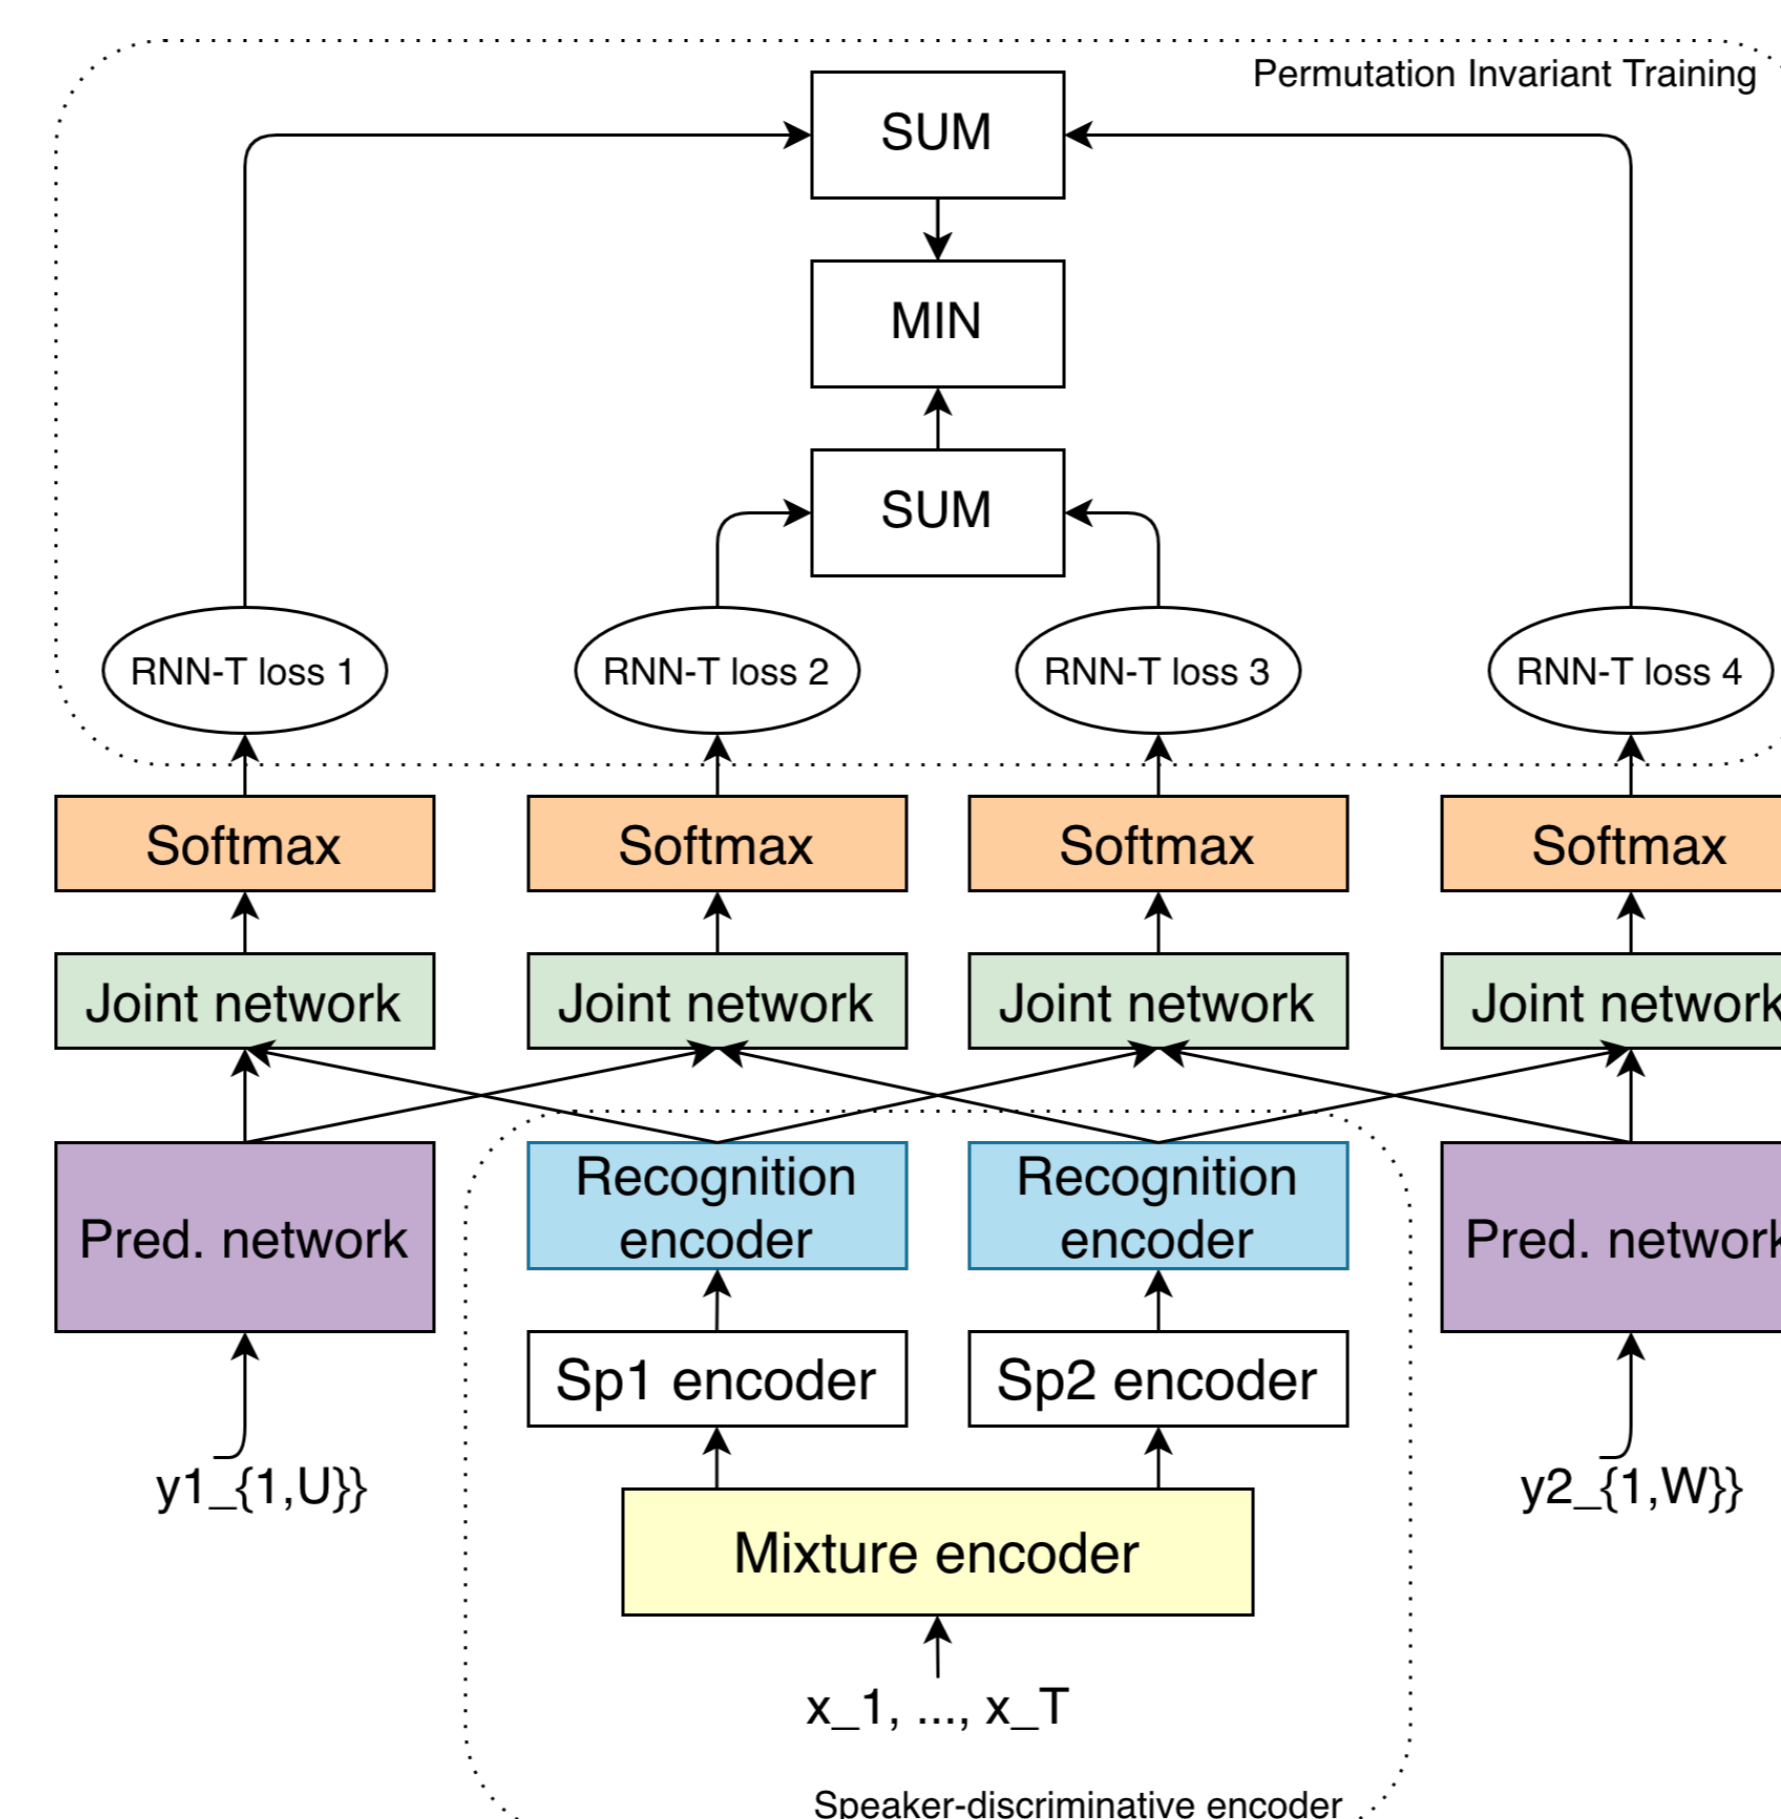 Permutation Invariant Training
SUM
MIN
SUM
RNN-T loss 1
RNN-T loss 2
RNN-T loss 3
RNN-T loss 4
Softmax
Softmax
Softmax
Softmax
Joint network
Joint network
Joint network
Joint network
Pred. network
Recognition
encoder
Recognition
encoder
Pred. network
Sp1 encoder
Sp2 encoder
y1_{1,U}}
y2_{1,W}}
Mixture encoder
x_1, ..., x_T
Speaker-discriminative encoder